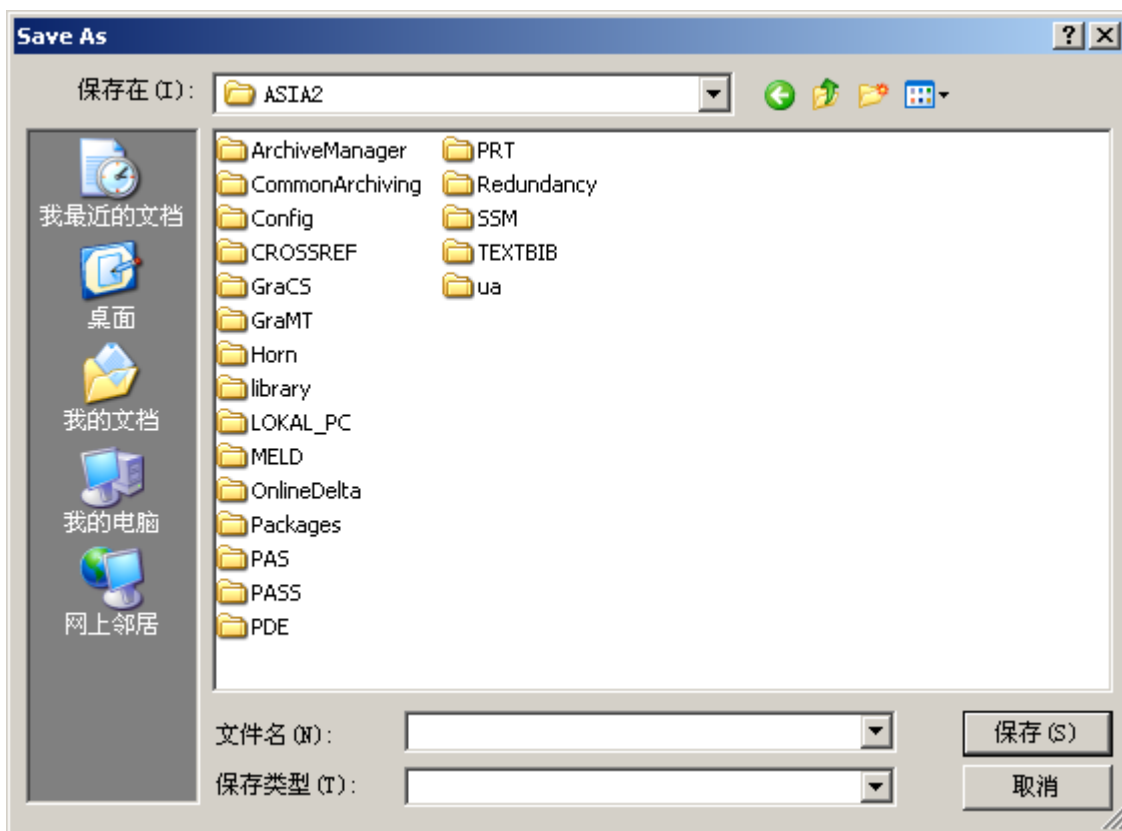 Save As
保存在(I):
ASIA2
我最近的文档
桌面
我的文档
我的电脑
网上邻居
ArchiveManager
CommonArchiving
Config
CROSSREF
GraCS
GraMT
Horn
library
LOKAL_PC
MELD
OnlineDelta
Packages
PAS
PASS
PDE
PRT
Redundancy
SSM
TEXTBIB
ua
文件名(N):
保存(S)
保存类型(T):
取消